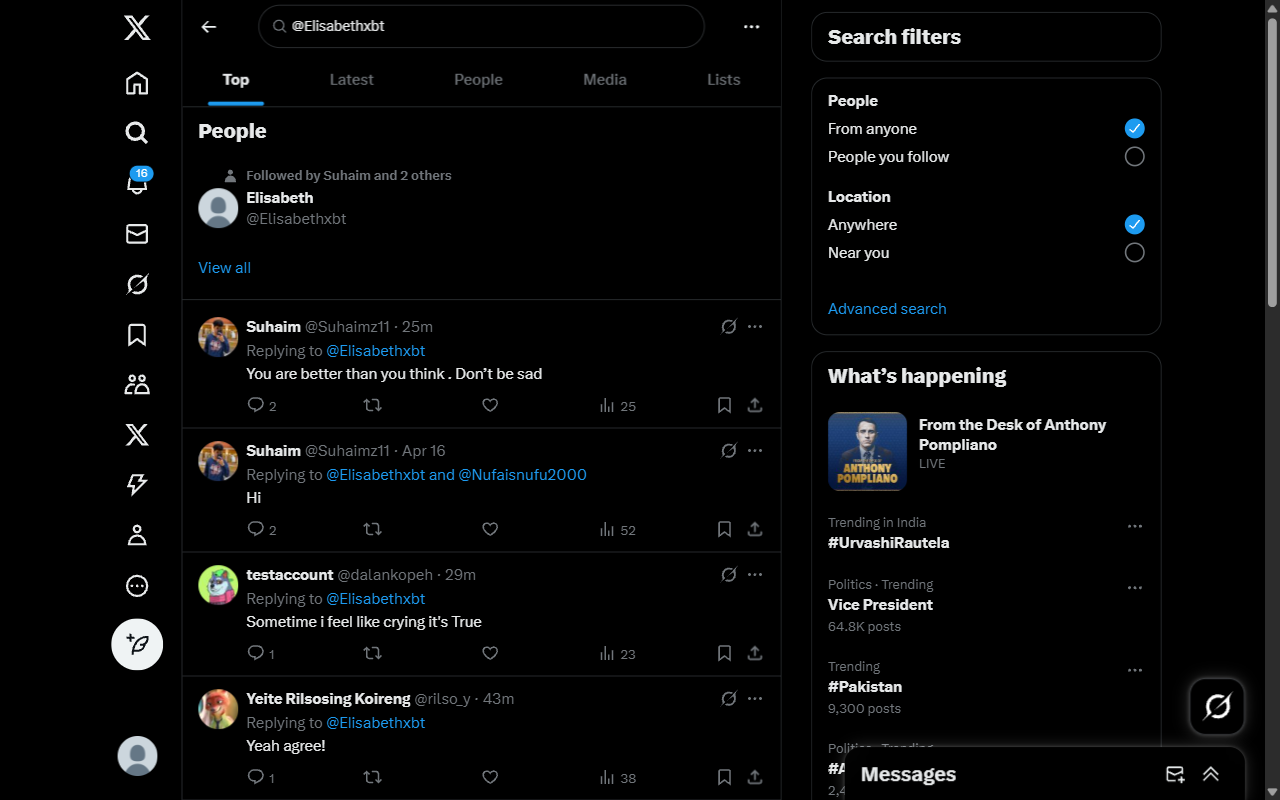 @Elisabethxbt
Top
Latest
People
Media
Lists
People
Followed by Suhaim and 2 others
Elisabeth
@Elisabethxbt
View all
Suhaim @Suhaimz11 · 25m
Replying to @Elisabethxbt
You are better than you think . Don’t be sad
2
25
Suhaim @Suhaimz11 · Apr 16
Replying to @Elisabethxbt and @Nufaisnufu2000
Hi
2
52
testaccount @dalankopeh · 29m
Replying to @Elisabethxbt
Sometime i feel like crying it's True
1
23
Yeite Rilsosing Koireng @rilso_y · 43m
Replying to @Elisabethxbt
Yeah agree!
1
38
16
Search filters
People
From anyone
People you follow
Location
Anywhere
Near you
Advanced search
What’s happening
ANTHONY
POMPLIANO
From the Desk of Anthony
Pompliano
LIVE
Trending in India
#UrvashiRautela
Politics · Trending
Vice President
64.8K posts
Trending
#Pakistan
9,300 posts
Messages